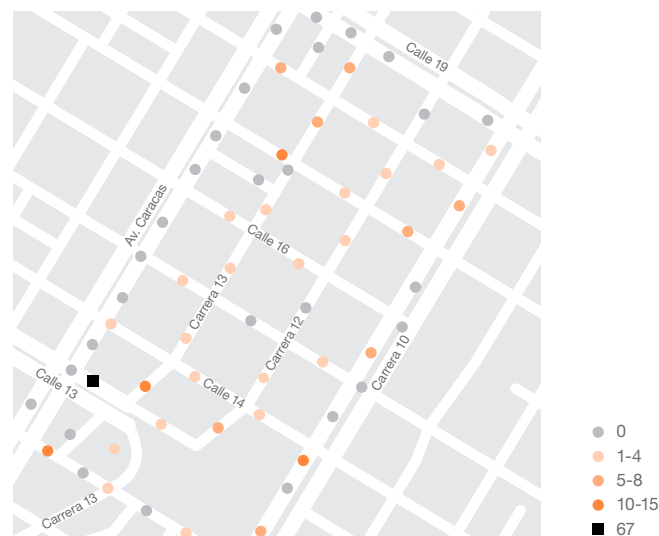 Calle 19
Av. Caracas
Calle 16
Carrera 13
Carrera 12
Carrera 10
Calle 13
Calle 14
Carrera 13
0
1-4
5-8
10-15
67